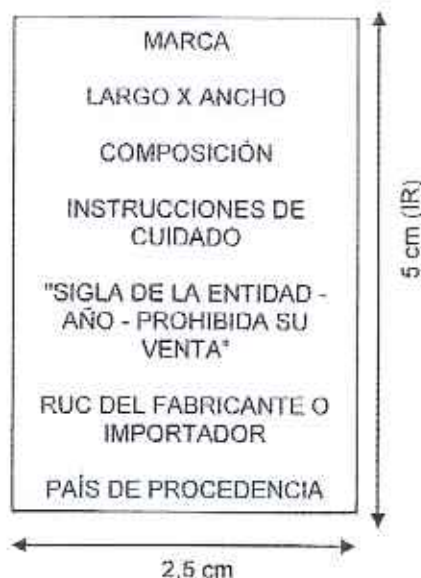 MARCA
LARGO X ANCHO
COMPOSICIÓN
INSTRUCCIONES DE
CUIDADO
"SIGLA DE LA ENTIDAD -
AÑO - PROHIBIDA SU
VENTA"
RUC DEL FABRICANTE O
IMPORTADOR
PAÍS DE PROCEDENCIA
5 cm (IR)
2,5 cm